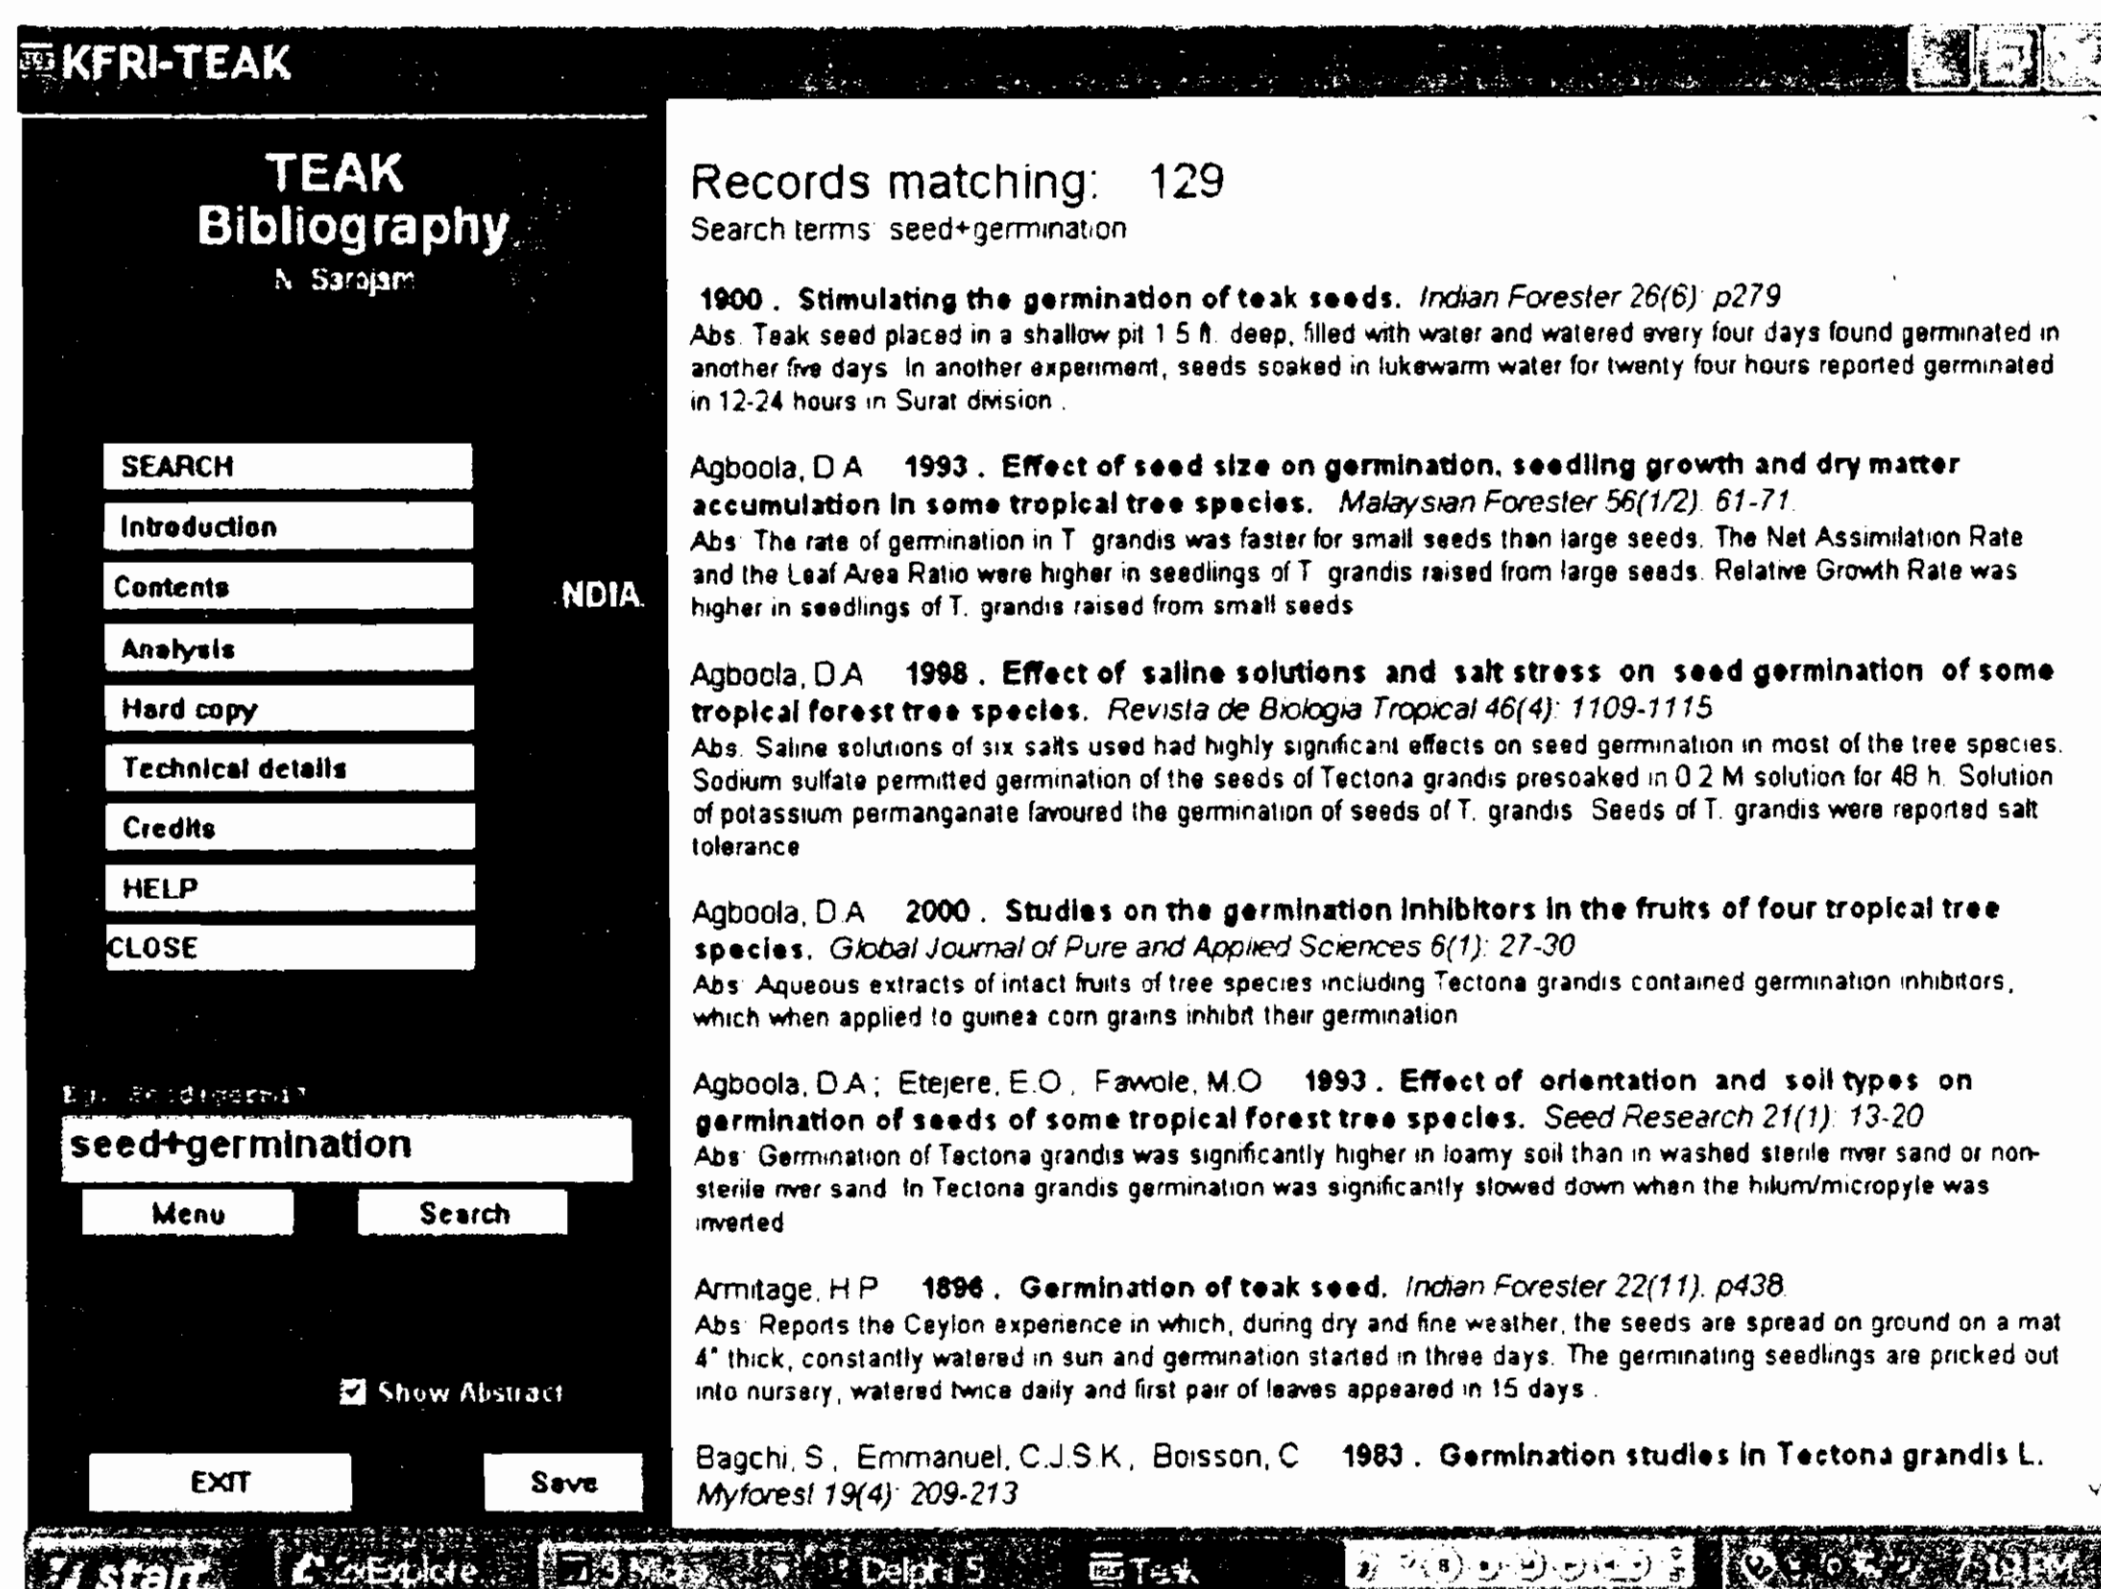 KFRI-TEAK
TEAK
Bibliography
N. Sarojam
SEARCH
Introduction
Contents
NDIA.
Analysis
Hard copy
Technical details
Credits
HELP
CLOSE
seed+germination
Menu
Search
Show Abstract
EXIT
Save
Records matching: 129
Search terms: seed+germination
1900 . Stimulating the germination of teak seeds. Indian Forester 26(6): p279
Abs. Teak seed placed in a shallow pit 1 5 ft. deep, filled with water and watered every four days found germinated in
another five days In another experiment, seeds soaked in lukewarm water for twenty four hours reported germinated
in 12-24 hours in Surat division .
Agboola, D A 1993 . Effect of seed size on germination, seedling growth and dry matter
accumulation in some tropical tree species. Malaysian Forester 56(1/2). 61-71.
Abs: The rate of germination in T grandis was faster for small seeds than large seeds. The Net Assimilation Rate
and the Leaf Area Ratio were higher in seedlings of T grandis raised from large seeds. Relative Growth Rate was
higher in seedlings of T. grandis raised from small seeds
Agboola, D.A 1998 . Effect of saline solutions and salt stress on seed germination of some
tropical forest tree species. Revista de Biologia Tropical 46(4): 1109-1115
Abs. Saline solutions of six salts used had highly significant effects on seed germination in most of the tree species.
Sodium sulfate permitted germination of the seeds of Tectona grandis presoaked in 0 2 M solution for 48 h. Solution
of potassium permanganate favoured the germination of seeds of T. grandis Seeds of T. grandis were reported salt
tolerance
Agboola, D.A 2000 . Studies on the germination inhibitors in the fruits of four tropical tree
species. Global Journal of Pure and Applied Sciences 6(1): 27-30
Abs: Aqueous extracts of intact fruits of tree species including Tectona grandis contained germination inhibitors,
which when applied to guinea corn grains inhibit their germination
Agboola, D.A ; Etejere, E.O , Fawole, M.O 1993 . Effect of orientation and soil types on
germination of seeds of some tropical forest tree species. Seed Research 21(1): 13-20
Abs: Germination of Tectona grandis was significantly higher in loamy soil than in washed sterile river sand or non-
sterile river sand In Tectona grandis germination was significantly slowed down when the hilum/micropyle was
inverted
Armitage, H P 1896 . Germination of teak seed. Indian Forester 22(11). p438.
Abs: Reports the Ceylon experience in which, during dry and fine weather, the seeds are spread on ground on a mat
4" thick, constantly watered in sun and germination started in three days. The germinating seedlings are pricked out
into nursery, watered twice daily and first pair of leaves appeared in 15 days .
Bagchi, S , Emmanuel, C.J.S.K , Boisson, C 1983 . Germination studies in Tectona grandis L.
Myforest 19(4): 209-213
start
Delphi 5
Teak